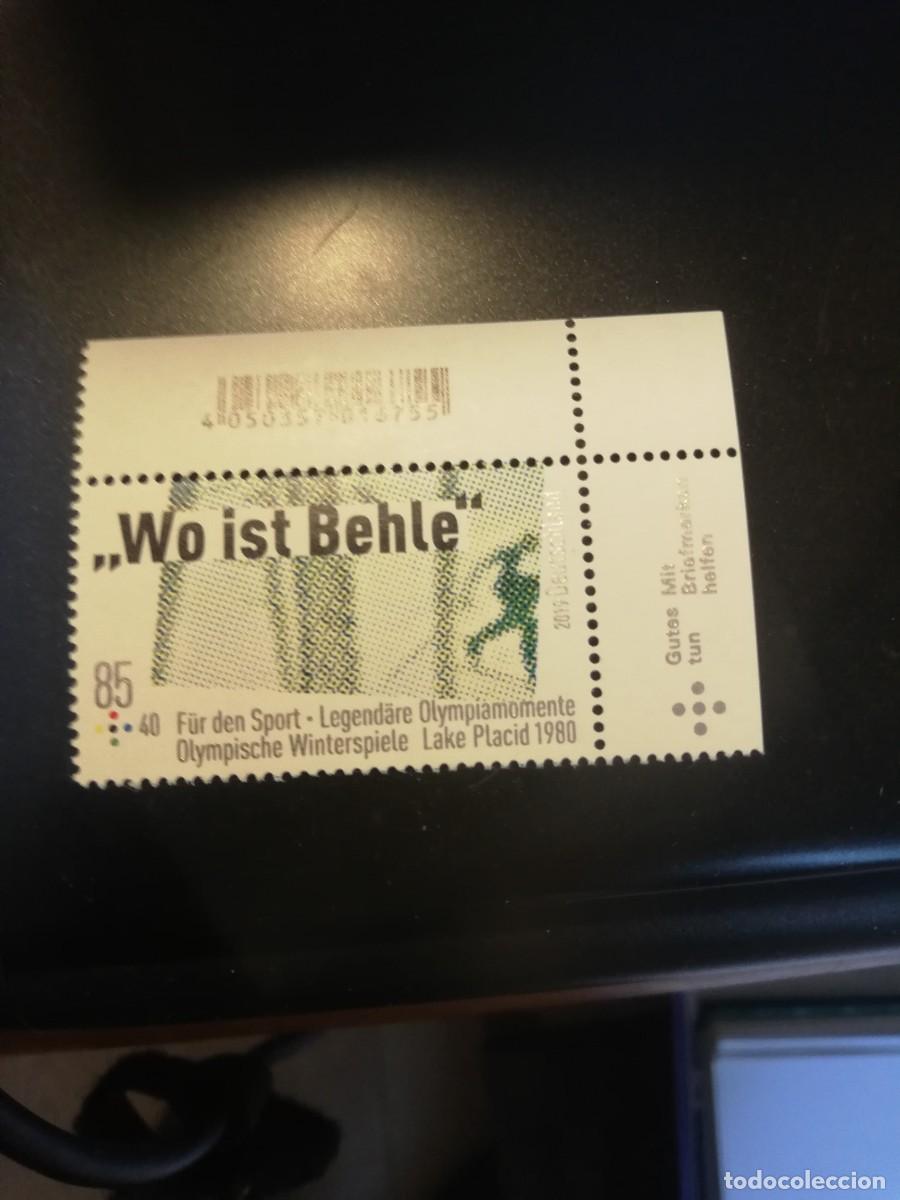 4 050357 016755
„Wo ist Behle“
2019 Deutschland
85
40
Für den Sport • Legendäre Olympiamomente
Olympische Winterspiele Lake Placid 1980
Gutes
tun
Mit
Briefmarken
helfen
todocoleccion